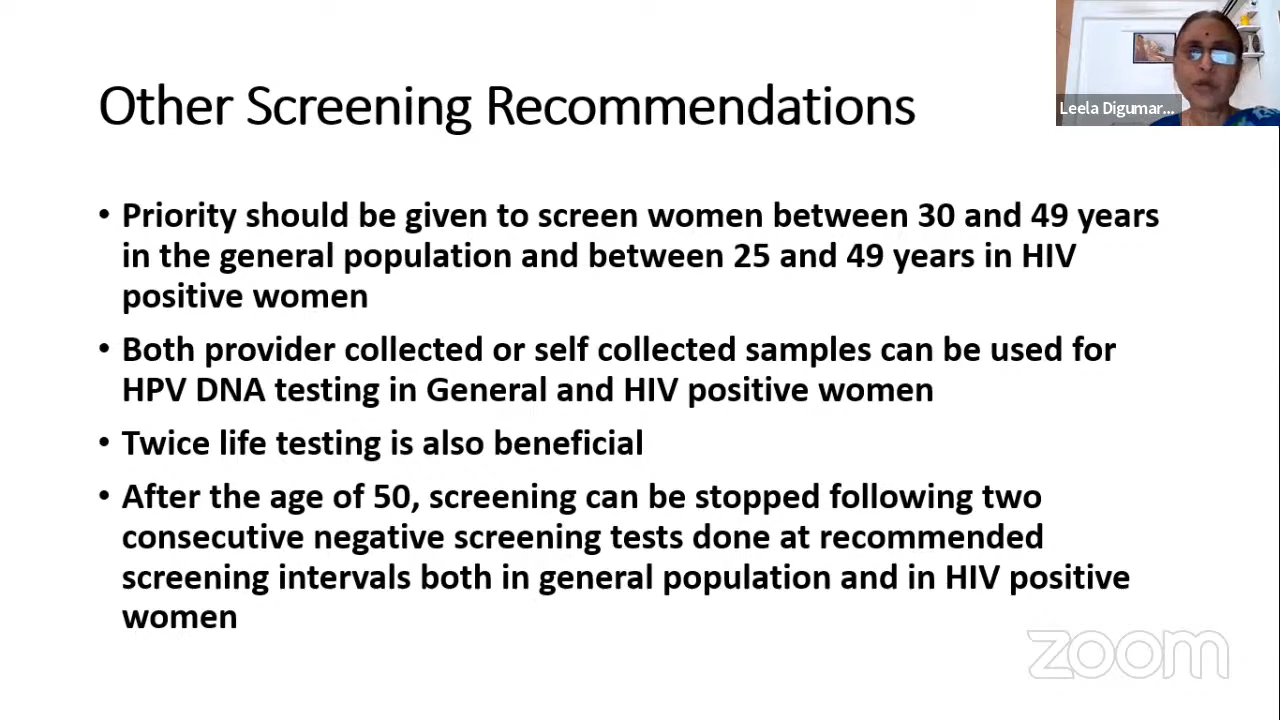 Other Screening Recommendations
Leela Digumar...
• Priority should be given to screen women between 30 and 49 years
in the general population and between 25 and 49 years in HIV
positive women
• Both provider collected or self collected samples can be used for
HPV DNA testing in General and HIV positive women
• Twice life testing is also beneficial
• After the age of 50, screening can be stopped following two
consecutive negative screening tests done at recommended
screening intervals both in general population and in HIV positive
women
zoom